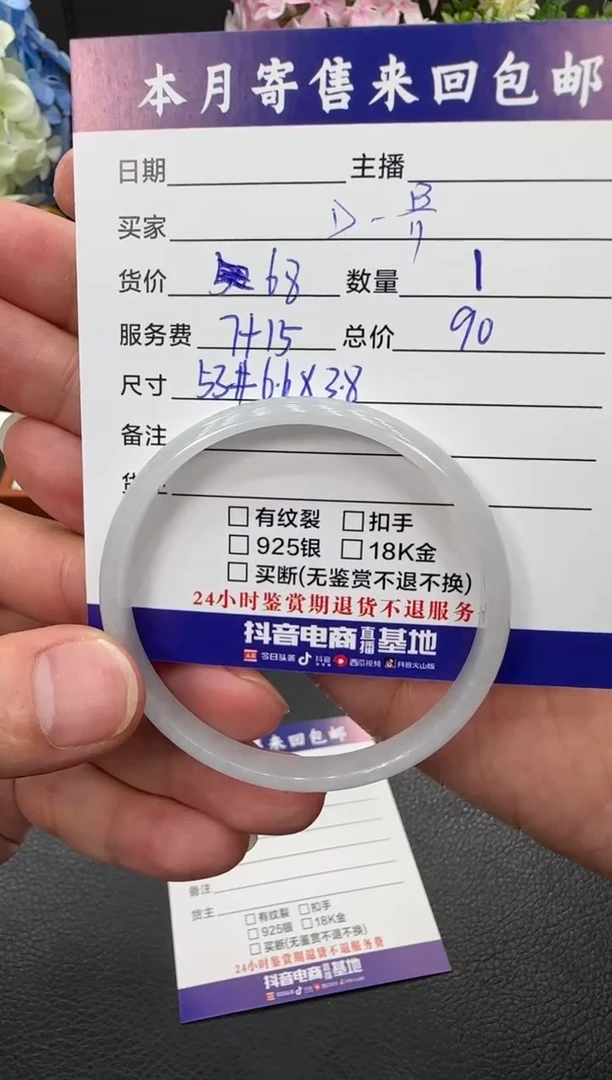 本月寄售来回包邮
日期 主播
买家
货价 68 数量 1
服务费 7+15 总价 90
尺寸 53# 6.6X3.8
备注
□有纹裂 □扣手
□925银 □18K金
□买断(无鉴赏不退不换)
24小时鉴赏期退货不退服务
抖音电商直播基地
头条 今日头条 抖音 西瓜视频 抖音火山版
来回包邮
备注
货主
□有纹裂 □扣手
□925银 □18K金
□买断(无鉴赏不退不换)
24小时鉴赏期退货不退服务费
抖音电商直播基地